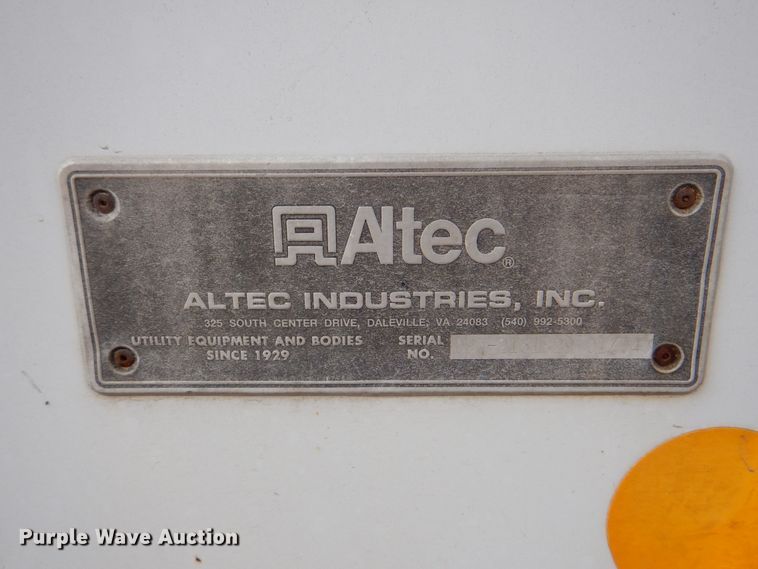 Altec®
ALTEC INDUSTRIES, INC.
325 SOUTH CENTER DRIVE, DALEVILLE, VA 24083 (540) 992-5300
UTILITY EQUIPMENT AND BODIES SERIAL
SINCE 1929 NO.
Purple Wave Auction